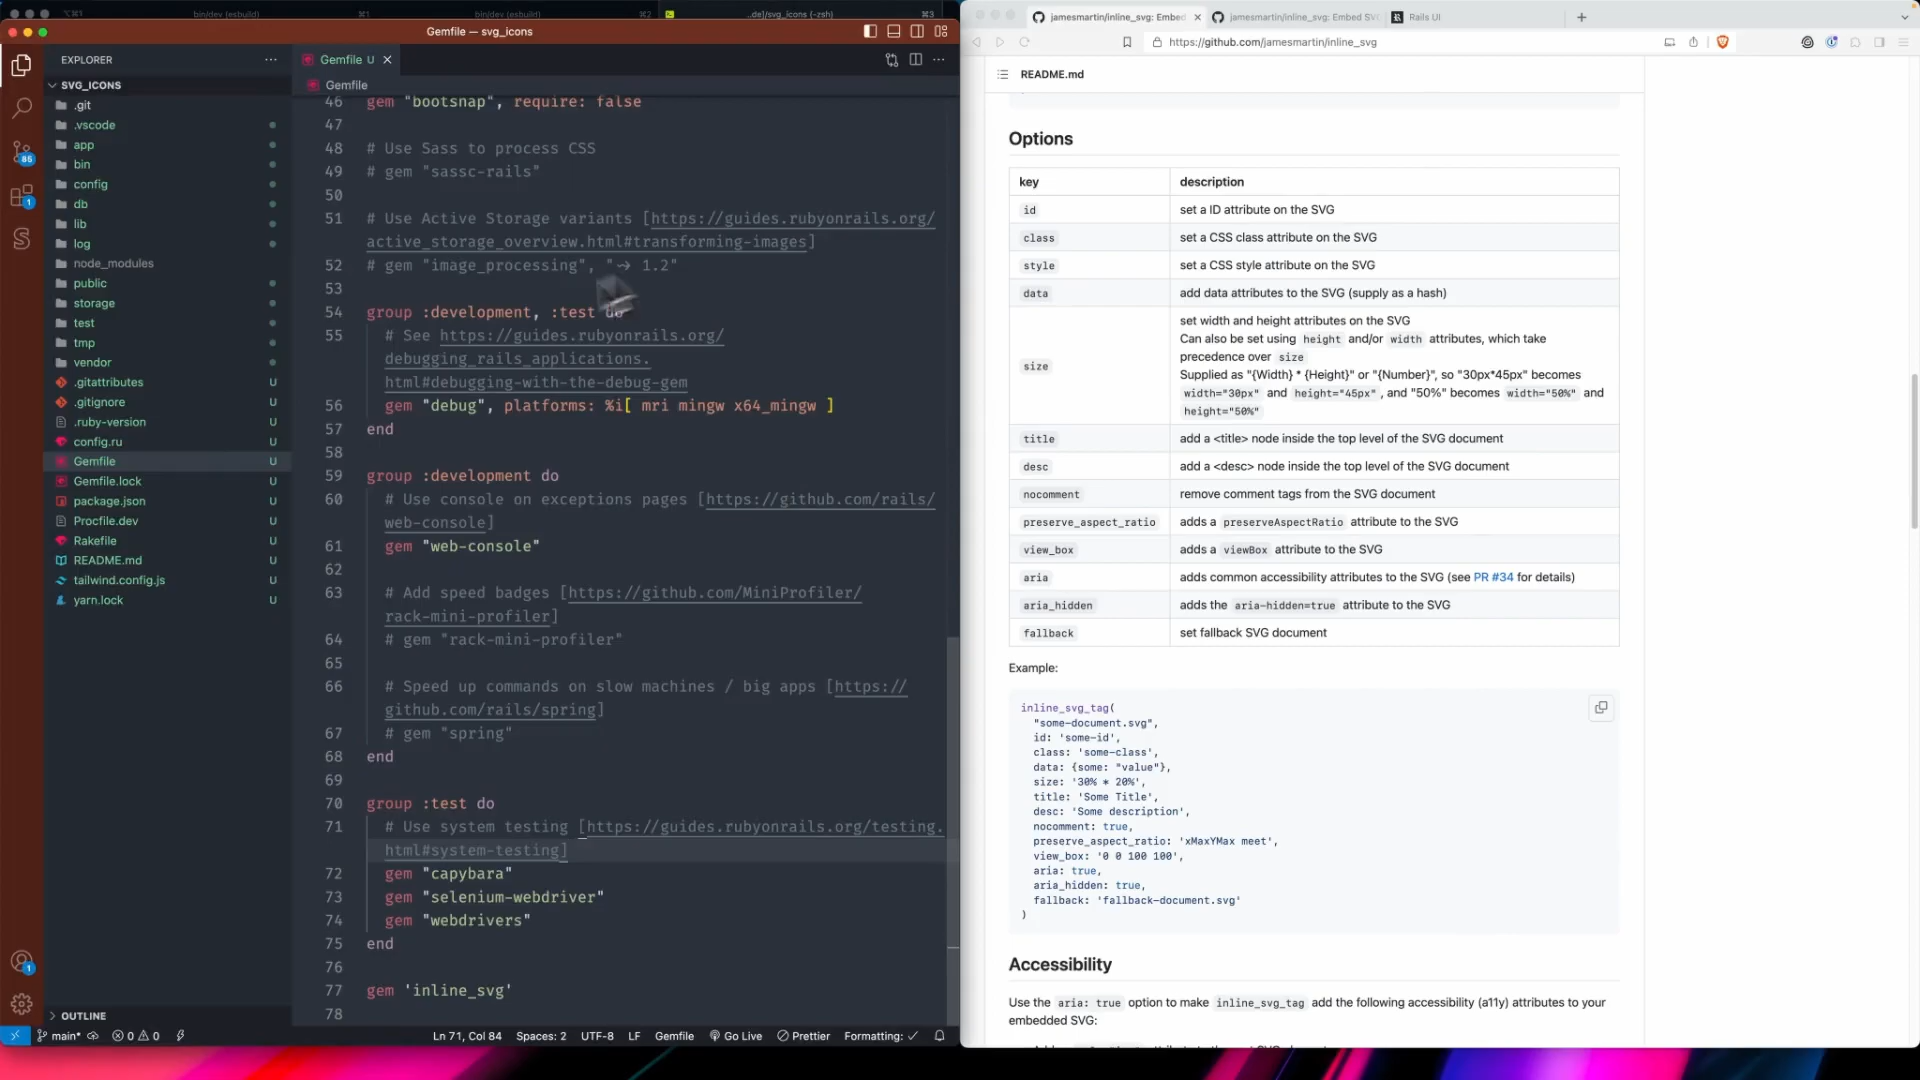 ⌥⌘1
bin/dev (esbuild)
⌘1
bin/dev (esbuild)
⌘2
..de]/svg_icons (-zsh)
⌘3
Gemfile — svg_icons
EXPLORER
Gemfile U
SVG_ICONS
Gemfile
.git
.vscode
app
bin
config
db
lib
log
node_modules
public
storage
test
tmp
vendor
.gitattributes U
.gitignore U
.ruby-version U
config.ru U
Gemfile U
Gemfile.lock U
package.json U
Procfile.dev U
Rakefile U
README.md U
tailwind.config.js U
yarn.lock U
OUTLINE
85
1
1
46 gem "bootsnap", require: false
47
48 # Use Sass to process CSS
49 # gem "sassc-rails"
50
51 # Use Active Storage variants [https://guides.rubyonrails.org/
active_storage_overview.html#transforming-images]
52 # gem "image_processing", "~> 1.2"
53
54 group :development, :test do
55 # See https://guides.rubyonrails.org/
debugging_rails_applications.
html#debugging-with-the-debug-gem
56 gem "debug", platforms: %i[ mri mingw x64_mingw ]
57 end
58
59 group :development do
60 # Use console on exceptions pages [https://github.com/rails/
web-console]
61 gem "web-console"
62
63 # Add speed badges [https://github.com/MiniProfiler/
rack-mini-profiler]
64 # gem "rack-mini-profiler"
65
66 # Speed up commands on slow machines / big apps [https://
github.com/rails/spring]
67 # gem "spring"
68 end
69
70 group :test do
71 # Use system testing [https://guides.rubyonrails.org/testing.
html#system-testing]
72 gem "capybara"
73 gem "selenium-webdriver"
74 gem "webdrivers"
75 end
76
77 gem 'inline_svg'
78
main* 0 0 Ln 71, Col 84 Spaces: 2 UTF-8 LF Gemfile Go Live Prettier Formatting: ✓
jamesmartin/inline_svg: Embed
jamesmartin/inline_svg: Embed SV
Rails UI
https://github.com/jamesmartin/inline_svg
README.md
Options
key description
id set a ID attribute on the SVG
class set a CSS class attribute on the SVG
style set a CSS style attribute on the SVG
data add data attributes to the SVG (supply as a hash)
set width and height attributes on the SVG
Can also be set using height and/or width attributes, which take
precedence over size
size
Supplied as "{Width} * {Height}" or "{Number}", so "30px*45px" becomes
width="30px" and height="45px", and "50%" becomes width="50%" and
height="50%"
title add a <title> node inside the top level of the SVG document
desc add a <desc> node inside the top level of the SVG document
nocomment remove comment tags from the SVG document
preserve_aspect_ratio adds a preserveAspectRatio attribute to the SVG
view_box adds a viewBox attribute to the SVG
aria adds common accessibility attributes to the SVG (see PR #34 for details)
aria_hidden adds the aria-hidden=true attribute to the SVG
fallback set fallback SVG document
Example:
inline_svg_tag(
"some-document.svg",
id: 'some-id',
class: 'some-class',
data: {some: "value"},
size: '30% * 20%',
title: 'Some Title',
desc: 'Some description',
nocomment: true,
preserve_aspect_ratio: 'xMaxYMax meet',
view_box: '0 0 100 100',
aria: true,
aria_hidden: true,
fallback: 'fallback-document.svg'
)
Accessibility
Use the aria: true option to make inline_svg_tag add the following accessibility (a11y) attributes to your
embedded SVG: